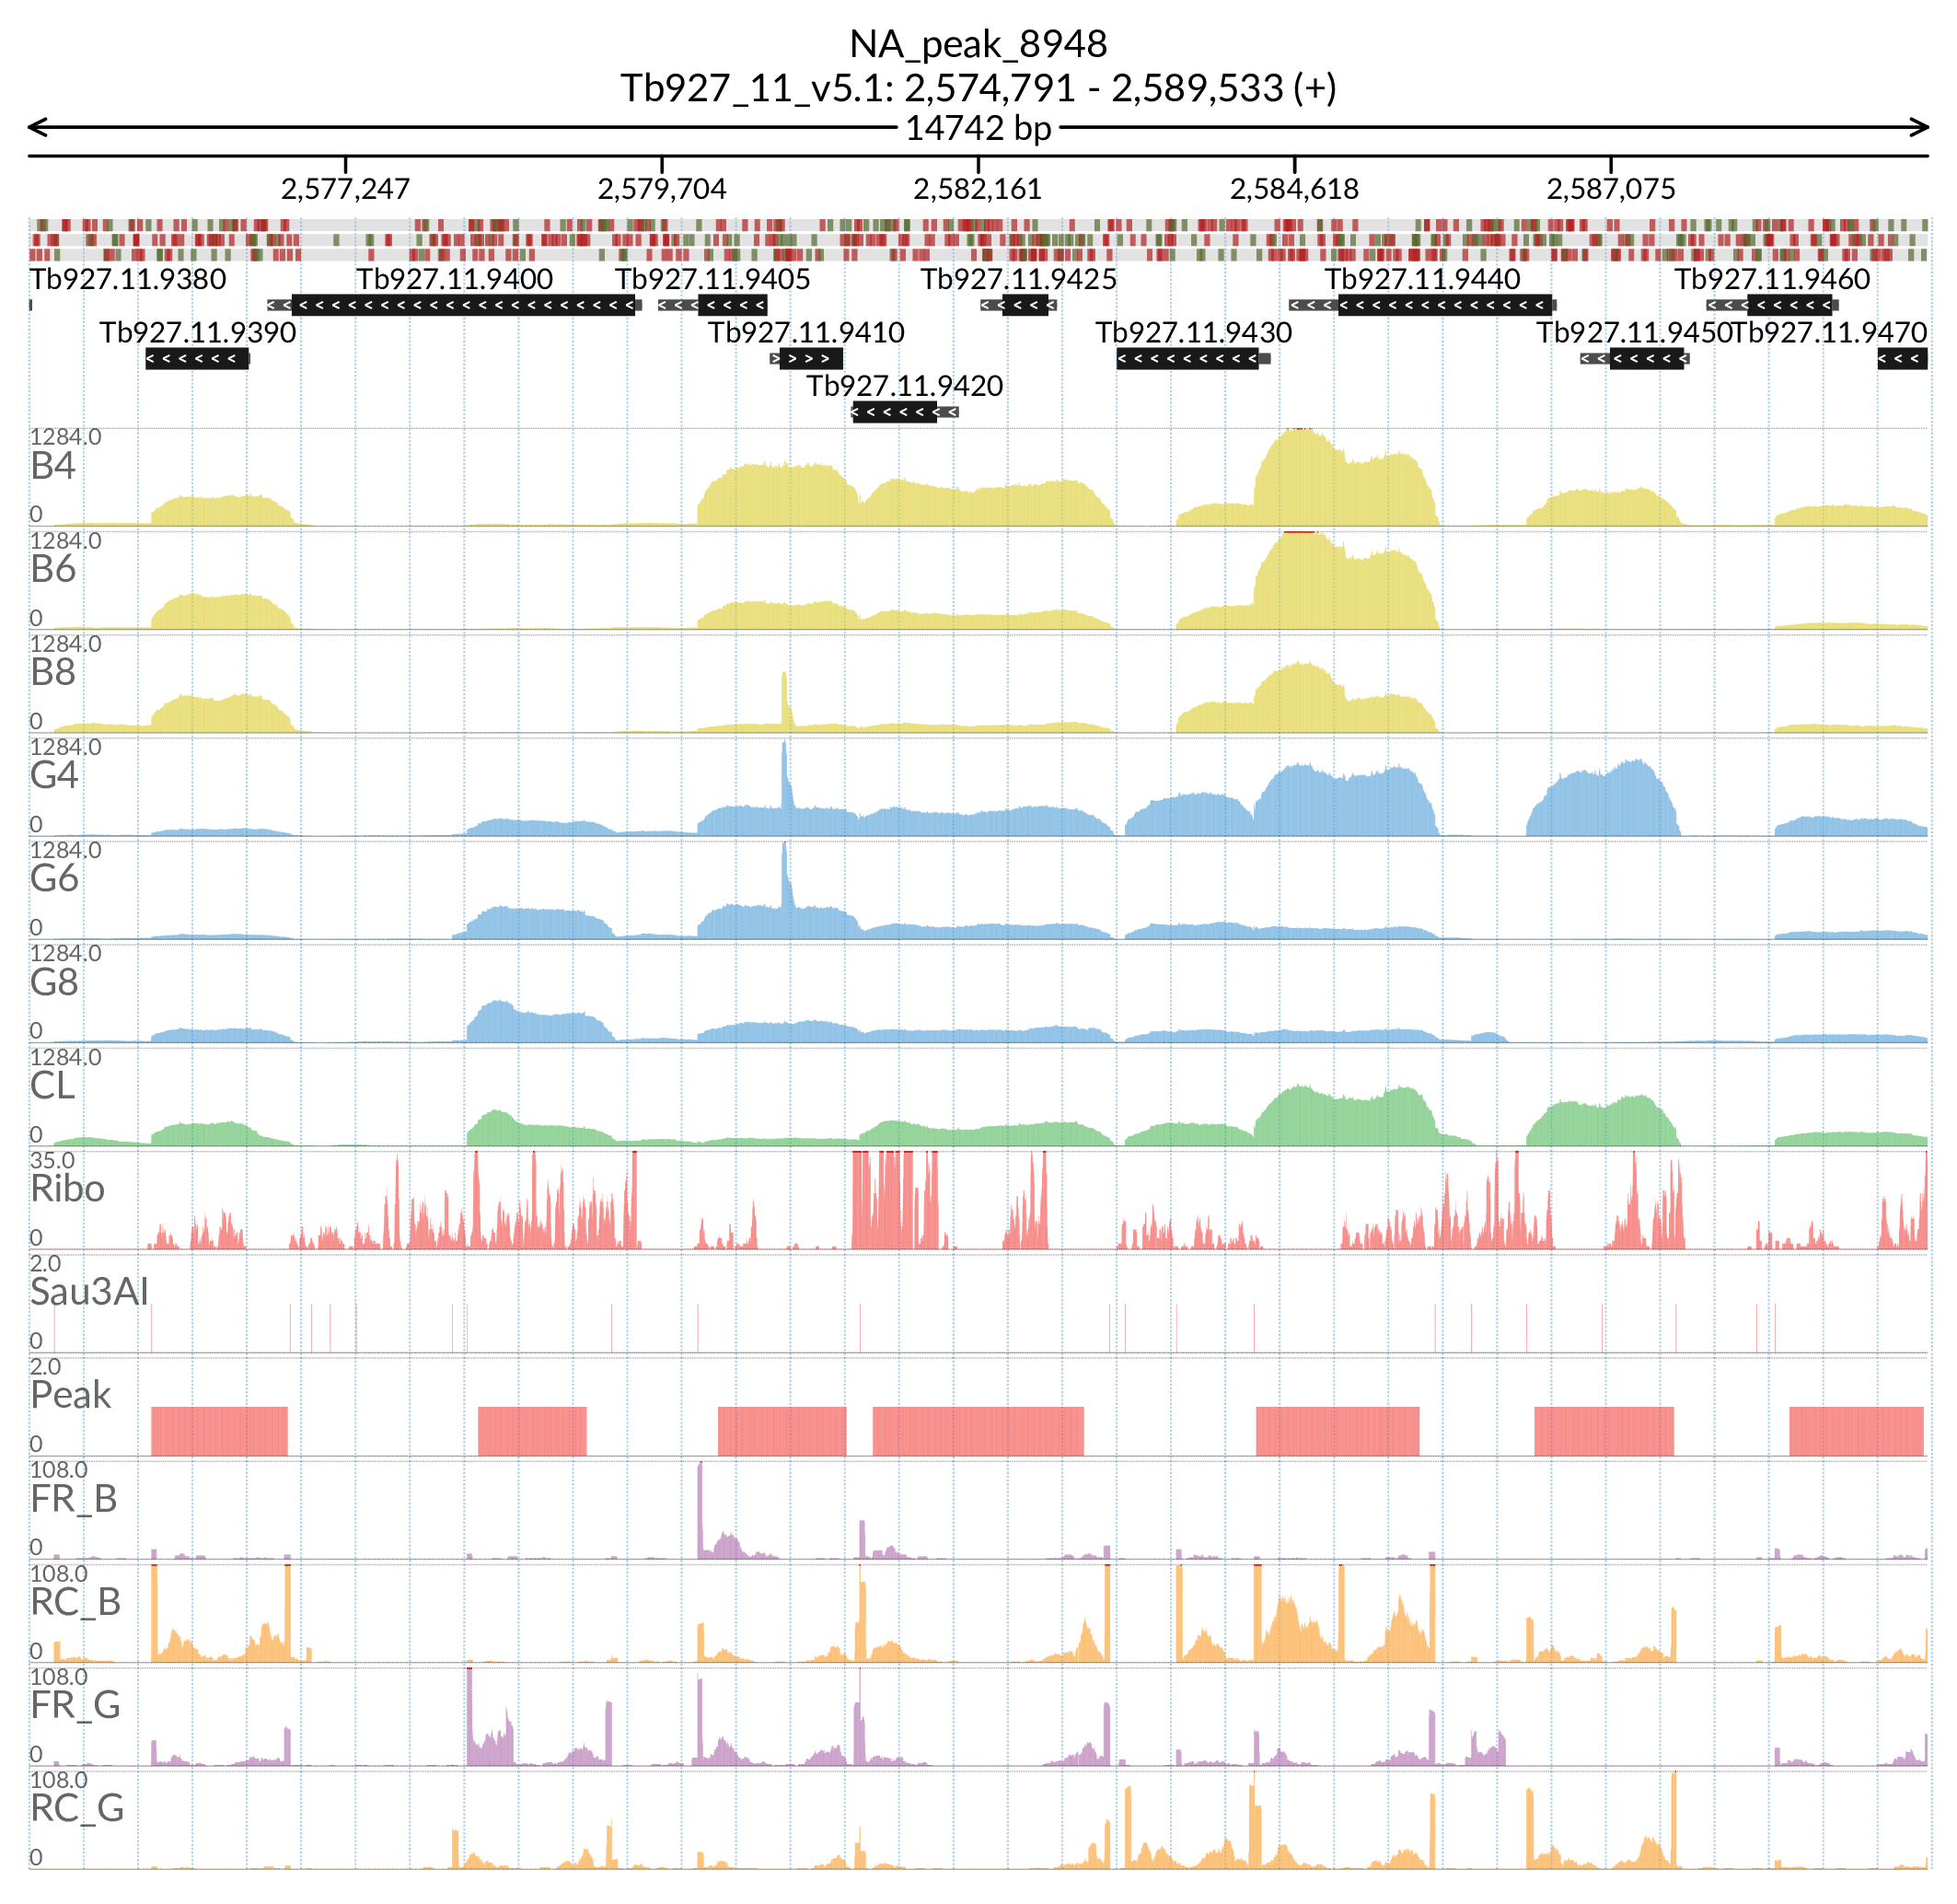 NA_peak_8948
Tb927_11_v5.1: 2,574,791 - 2,589,533 (+)
14742 bp
2,577,247 2,579,704 2,582,161 2,584,618 2,587,075
Tb927.11.9380 Tb927.11.9400 Tb927.11.9405 Tb927.11.9425 Tb927.11.9440 Tb927.11.9460
Tb927.11.9390 Tb927.11.9410 Tb927.11.9430 Tb927.11.9450 Tb927.11.9470
Tb927.11.9420
1284.0
B4
0
1284.0
B6
0
1284.0
B8
0
1284.0
G4
0
1284.0
G6
0
1284.0
G8
0
1284.0
CL
0
35.0
Ribo
0
2.0
Sau3AI
0
2.0
Peak
0
108.0
FR_B
0
108.0
RC_B
0
108.0
FR_G
0
108.0
RC_G
0